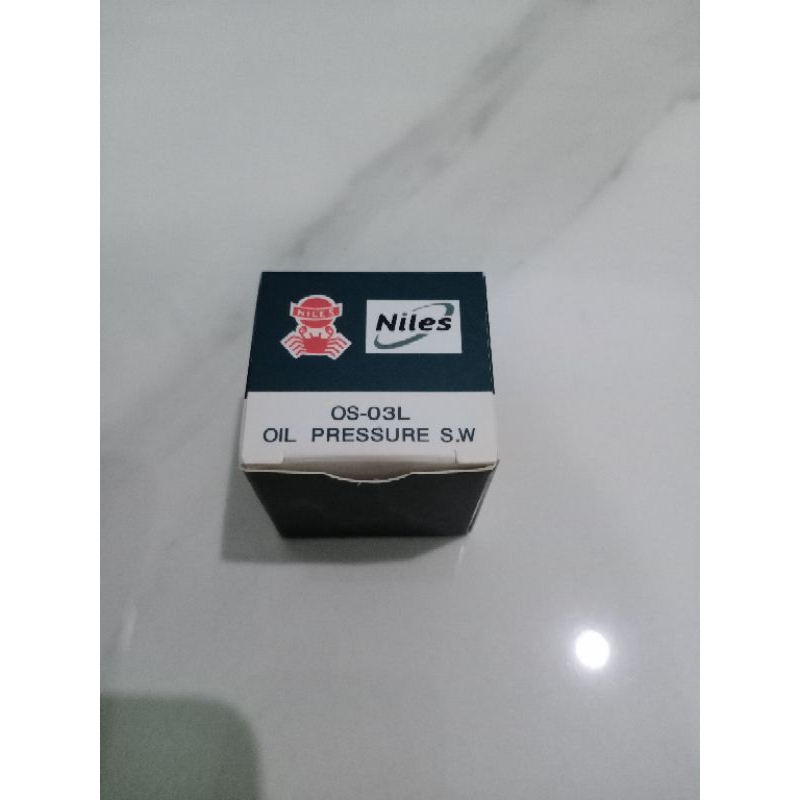 NILES
Niles
OS-03L
OIL PRESSURE S.W